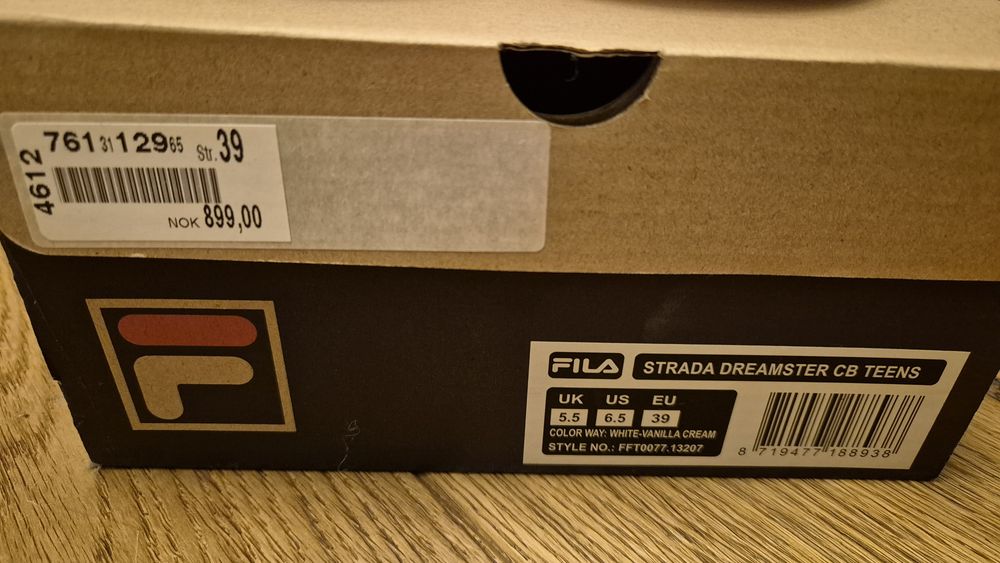 4612
761 31 129 65 Str. 39
NOK 899,00
FILA STRADA DREAMSTER CB TEENS
UK US EU
5.5 6.5 39
COLOR WAY: WHITE-VANILLA CREAM
STYLE NO.: FFT0077.13207
8 719477 188938